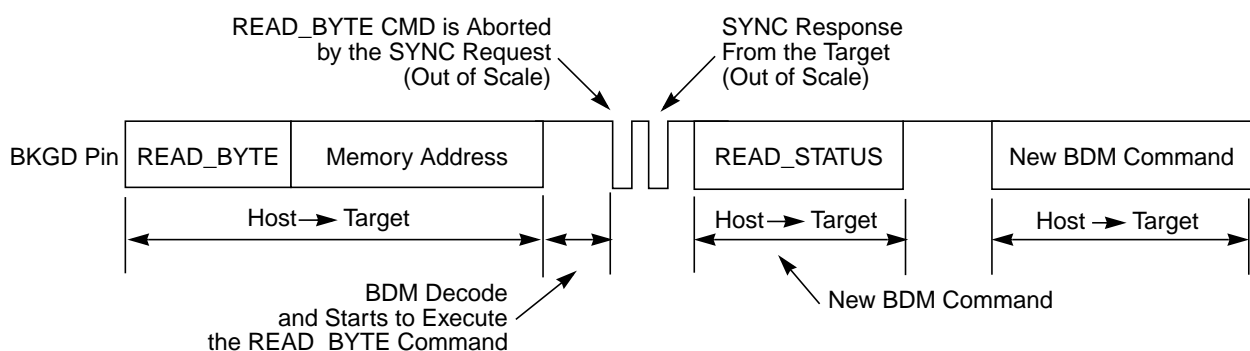 READ_BYTE CMD is Aborted
by the SYNC Request
(Out of Scale)
SYNC Response
From the Target
(Out of Scale)
BKGD Pin
READ_BYTE
Memory Address
READ_STATUS
New BDM Command
Host Target
Host Target
Host Target
BDM Decode
and Starts to Execute
the READ_BYTE Command
New BDM Command